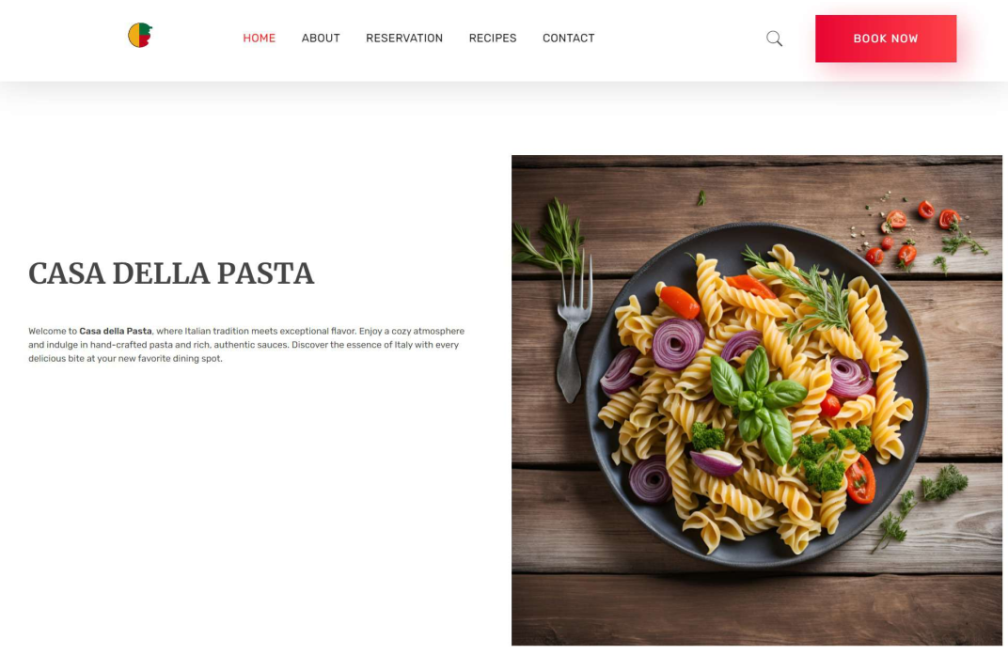 HOME ABOUT RESERVATION RECIPES CONTACT BOOK NOW
CASA DELLA PASTA
Welcome to Casa della Pasta, where Italian tradition meets exceptional flavor. Enjoy a cozy atmosphere
and indulge in hand-crafted pasta and rich, authentic sauces. Discover the essence of Italy with every
delicious bite at your new favorite dining spot.